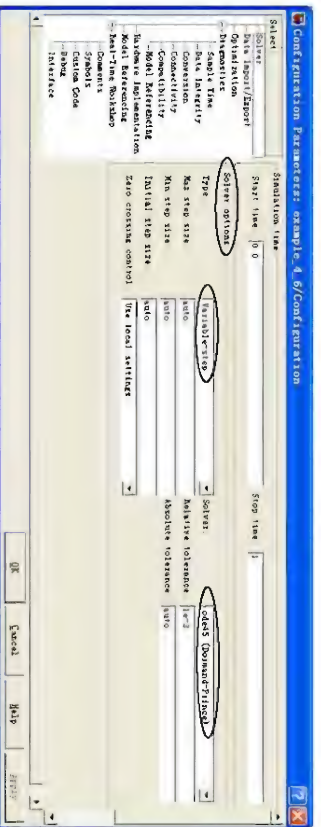 Configuration Parameters: example_4_6/Configuration
Select
Solver
Data Import/Export
Optimization
Diagnostics
Sample Time
Data Integrity
Conversion
Connectivity
Compatibility
Model Referencing
Hardware Implementation
Model Referencing
Real-Time Workshop
Comments
Symbols
Custom Code
Debug
Interface
Simulation time
Start time 0.0 Stop time 1
Solver options
Type Variable-step Solver: ode45 (Dormand-Prince)
Max step size auto Relative tolerance 1e-3
Min step size auto Absolute tolerance auto
Initial step size auto
Zero crossing control Use local settings
OK Cancel Help Apply